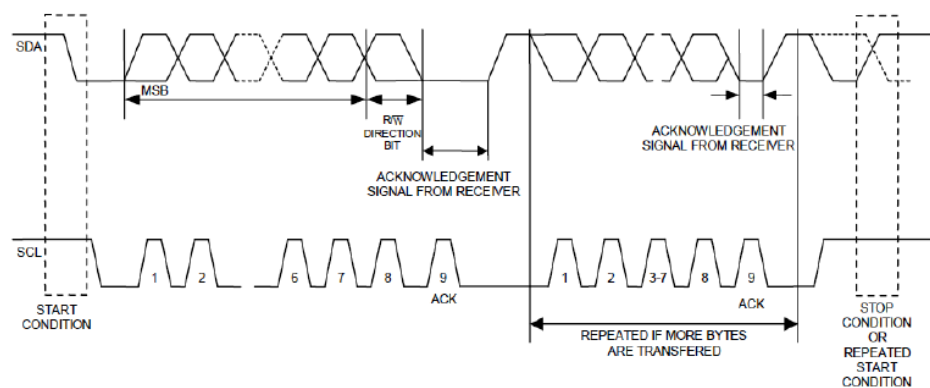 SDA
MSB
R/W
DIRECTION
BIT
ACKNOWLEDGEMENT
SIGNAL FROM RECEIVER
ACKNOWLEDGEMENT
SIGNAL FROM RECEIVER
SCL
1
2
6
7
8
9
ACK
1
2
3-7
8
9
ACK
START
CONDITION
REPEATED IF MORE BYTES
ARE TRANSFERED
STOP
CONDITION
OR
REPEATED
START
CONDITION